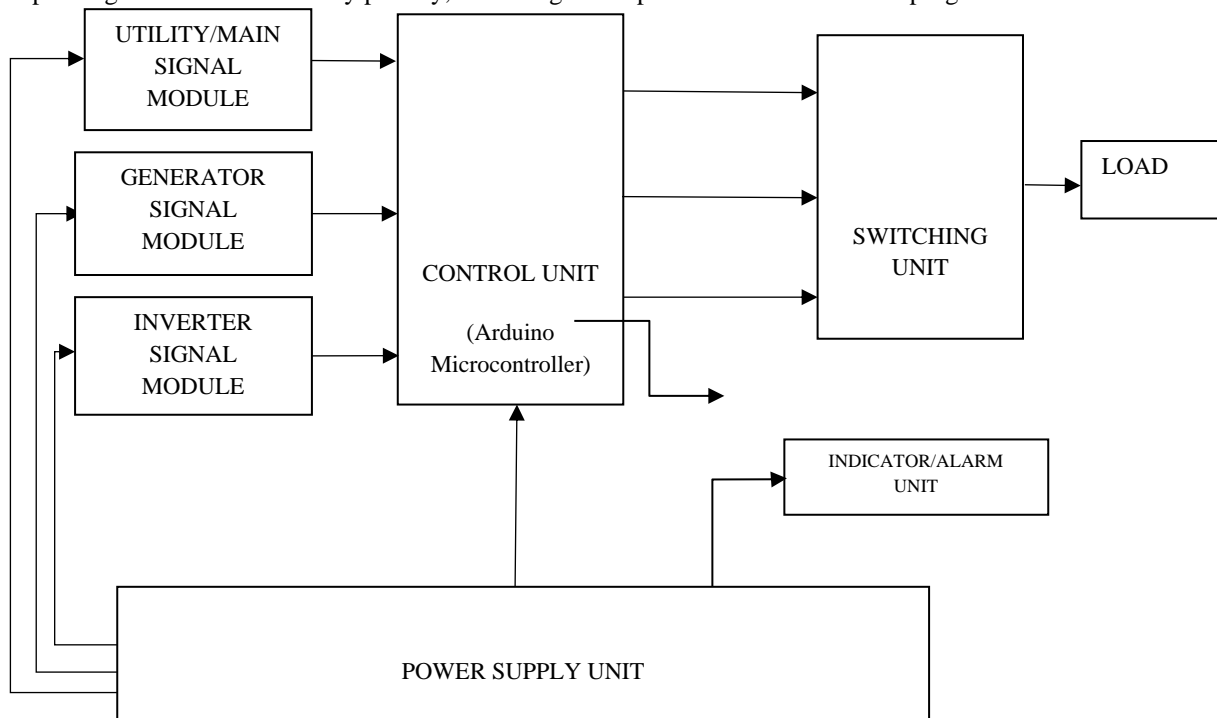 UTILITY/MAIN
SIGNAL
MODULE
GENERATOR
SIGNAL
MODULE
INVERTER
SIGNAL
MODULE
CONTROL UNIT
(Arduino
Microcontroller)
SWITCHING
UNIT
LOAD
INDICATOR/ALARM
UNIT
POWER SUPPLY UNIT